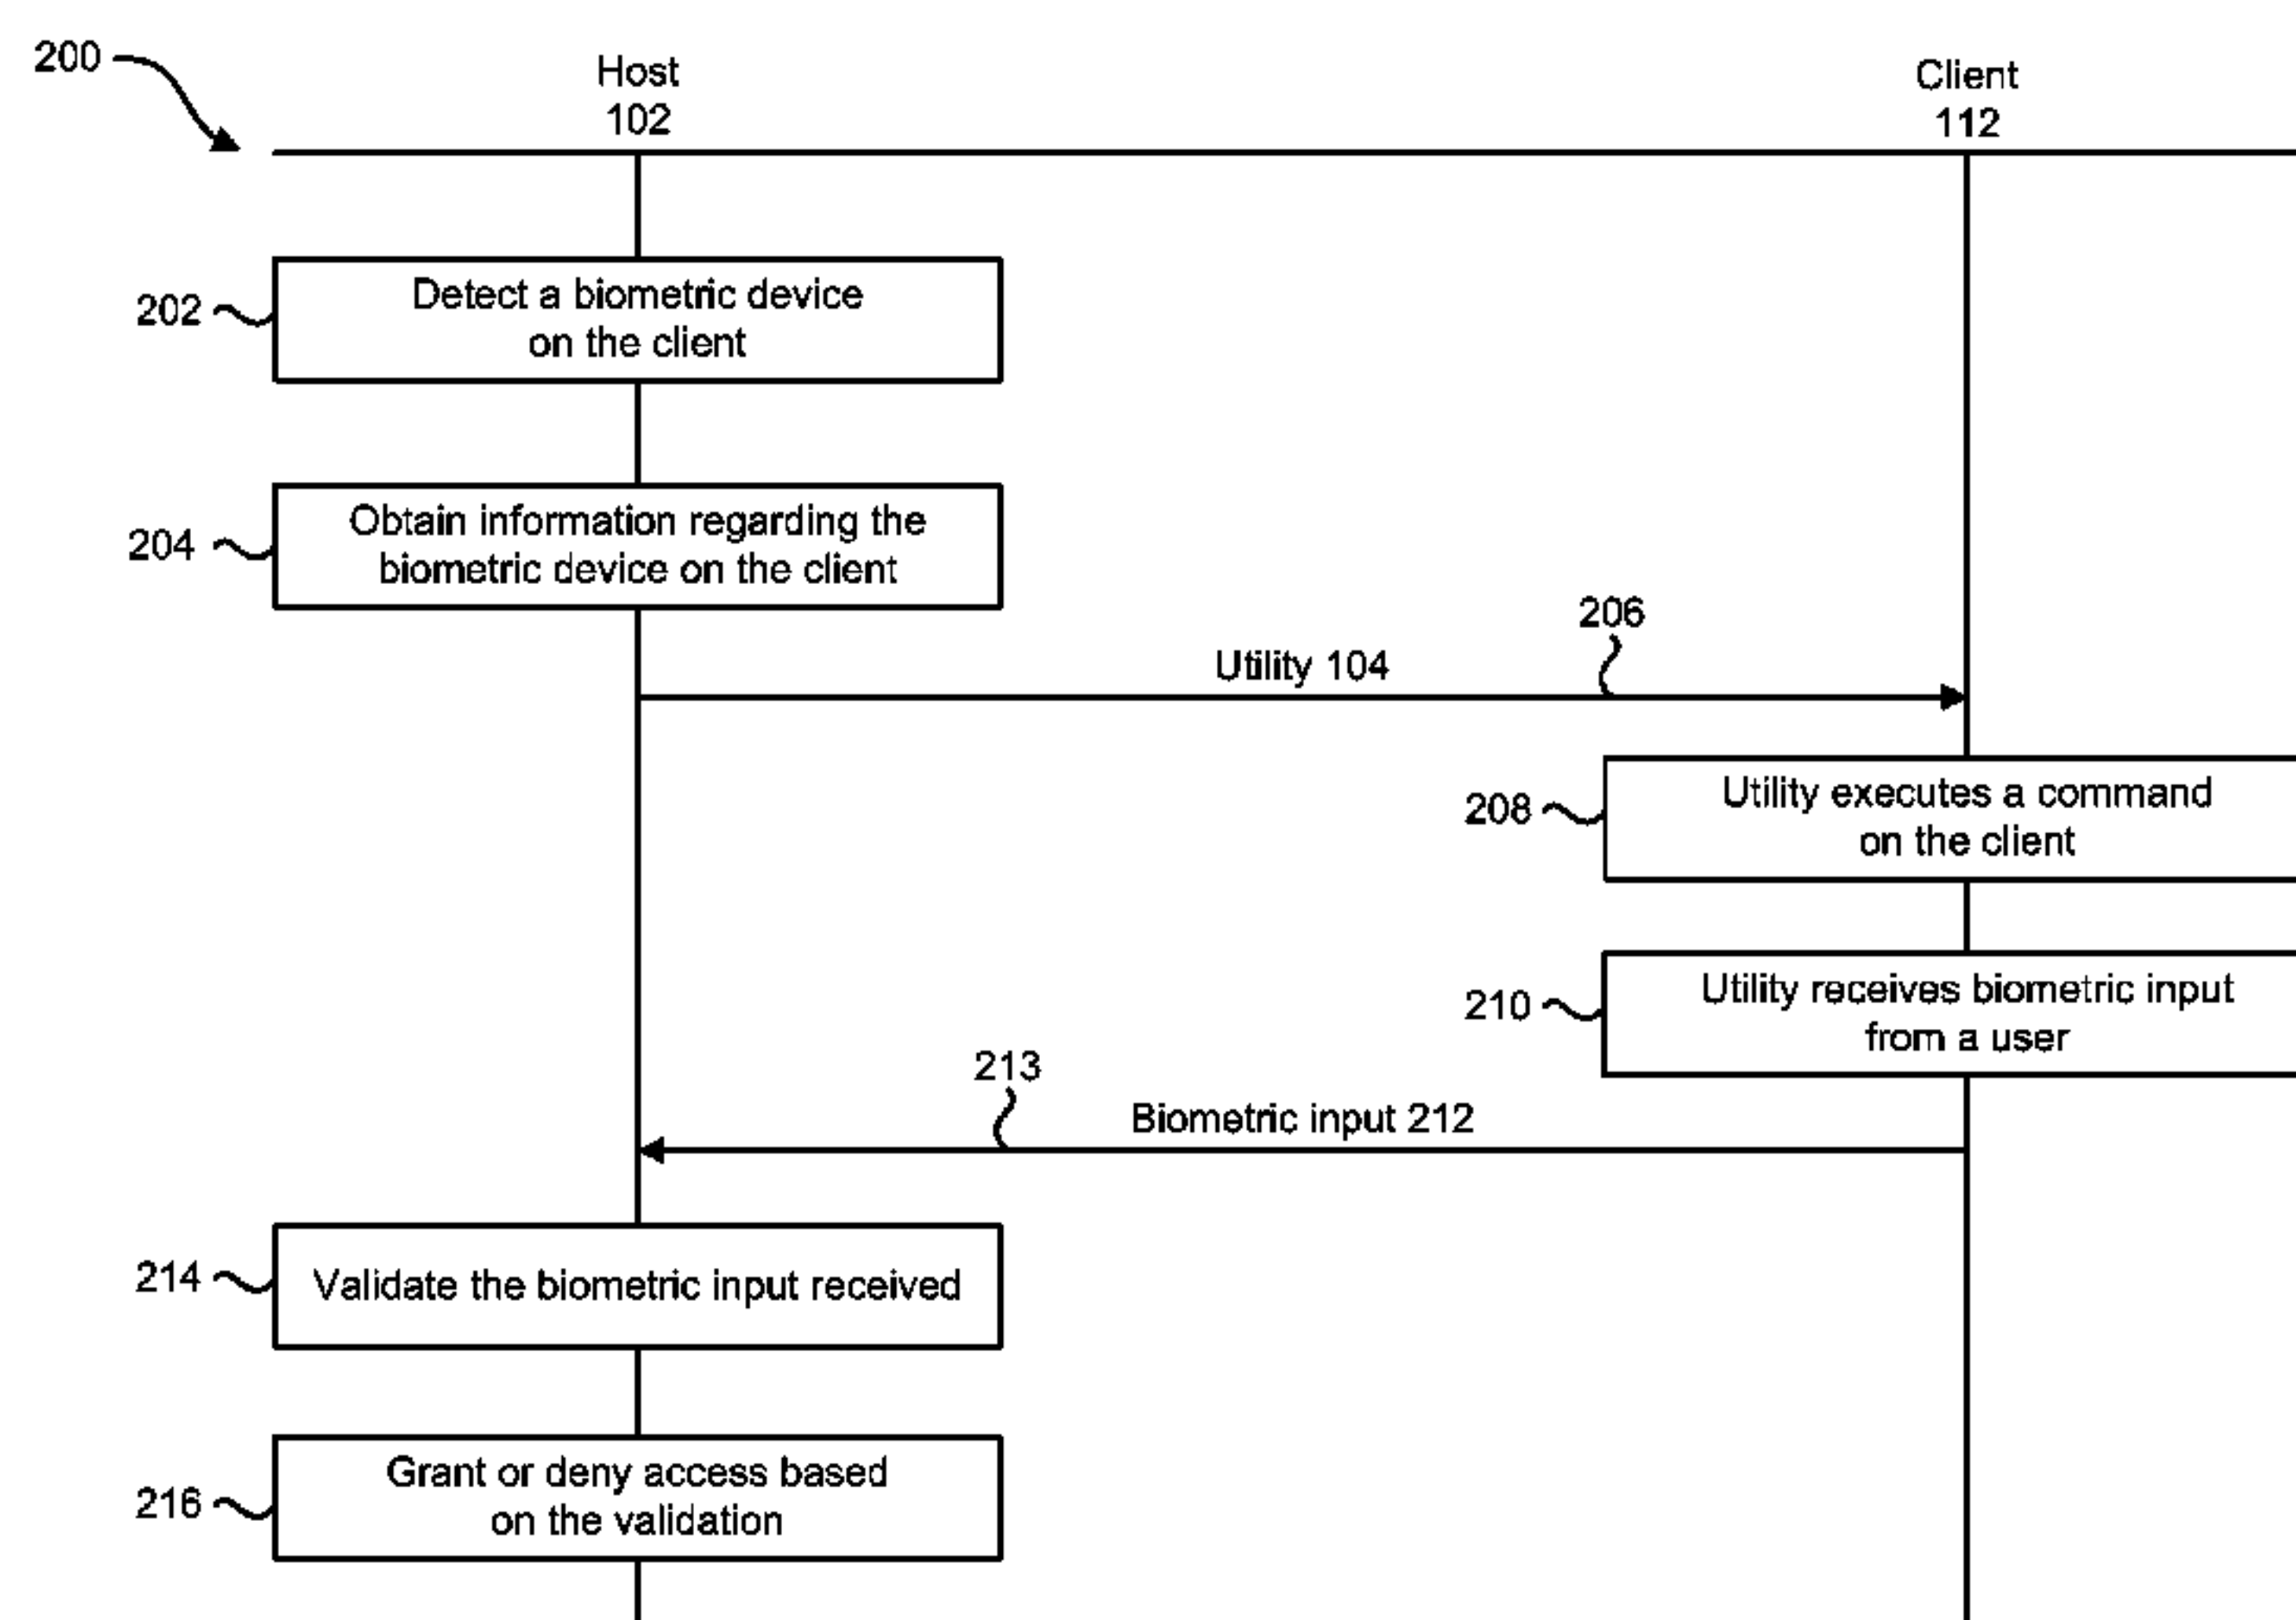 200
Host
102
Client
112
202
Detect a biometric device
on the client
204
Obtain information regarding the
biometric device on the client
206
Utility 104
208
Utility executes a command
on the client
210
Utility receives biometric input
from a user
213
Biometric input 212
214
Validate the biometric input received
216
Grant or deny access based
on the validation